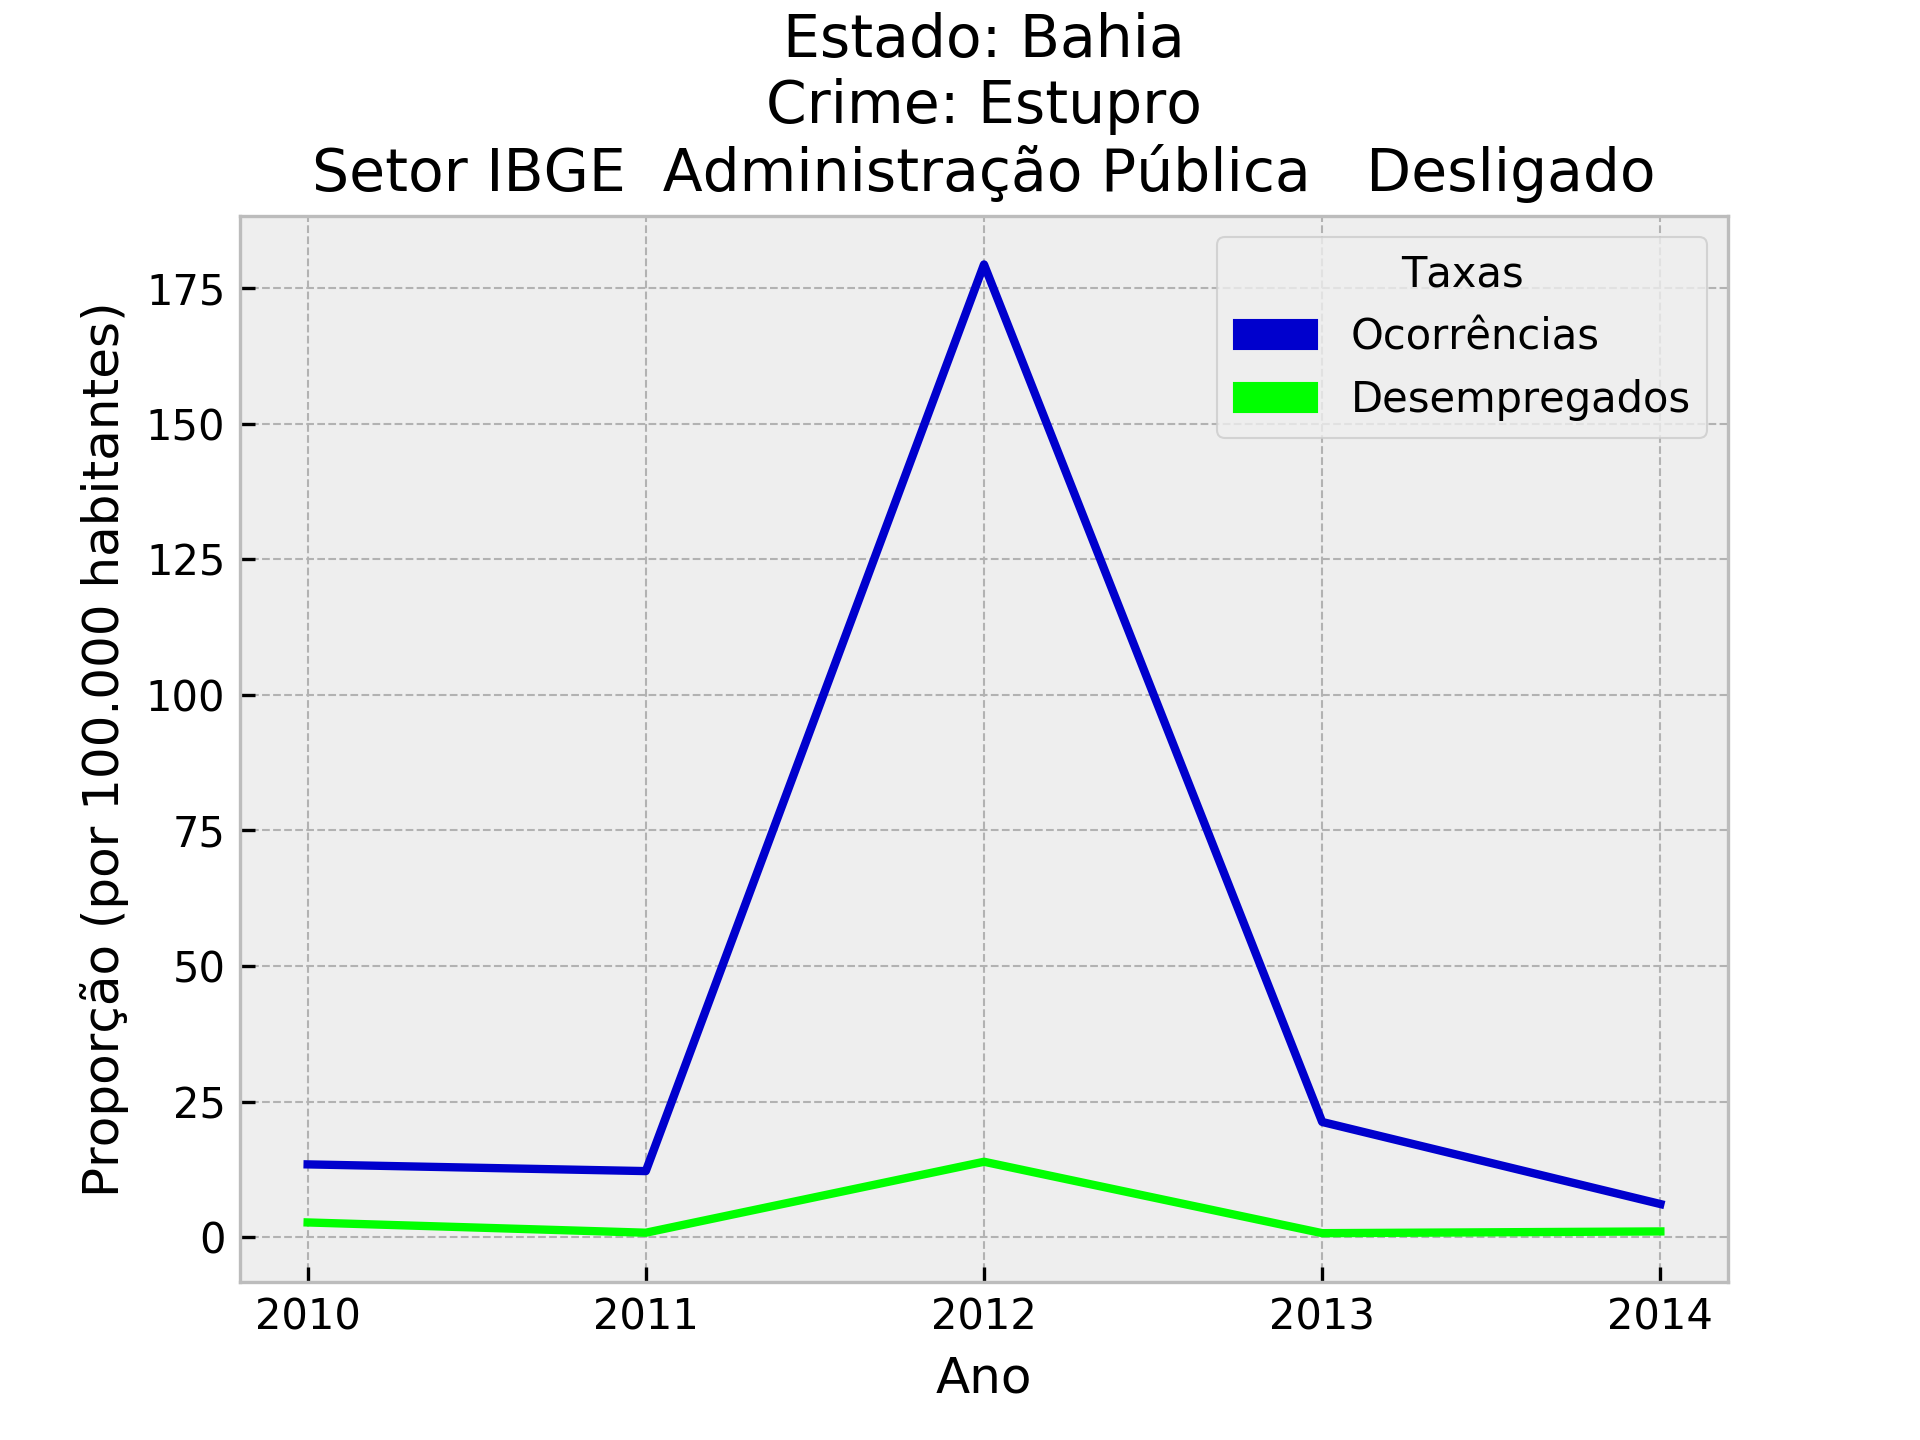 Estado: Bahia
Crime: Estupro
Setor IBGE  Administração Pública   Desligado
Taxas
Ocorrências
Desempregados
Proporção (por 100.000 habitantes)
175
150
125
100
75
50
25
0
2010 2011 2012 2013 2014
Ano